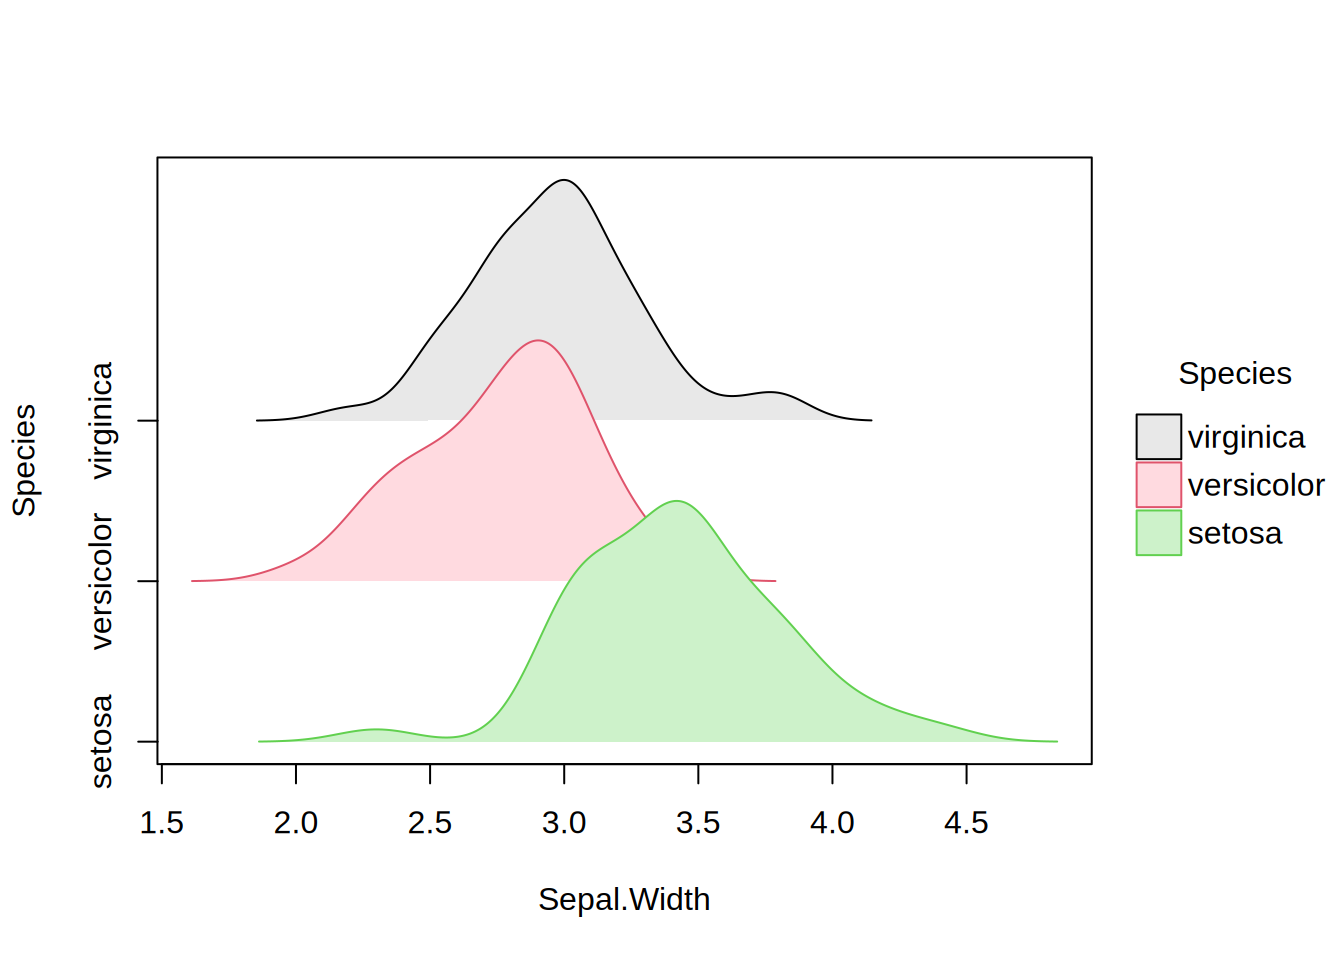 Species
virginica
versicolor
setosa
1.5 2.0 2.5 3.0 3.5 4.0 4.5
Sepal.Width
Species
virginica
versicolor
setosa